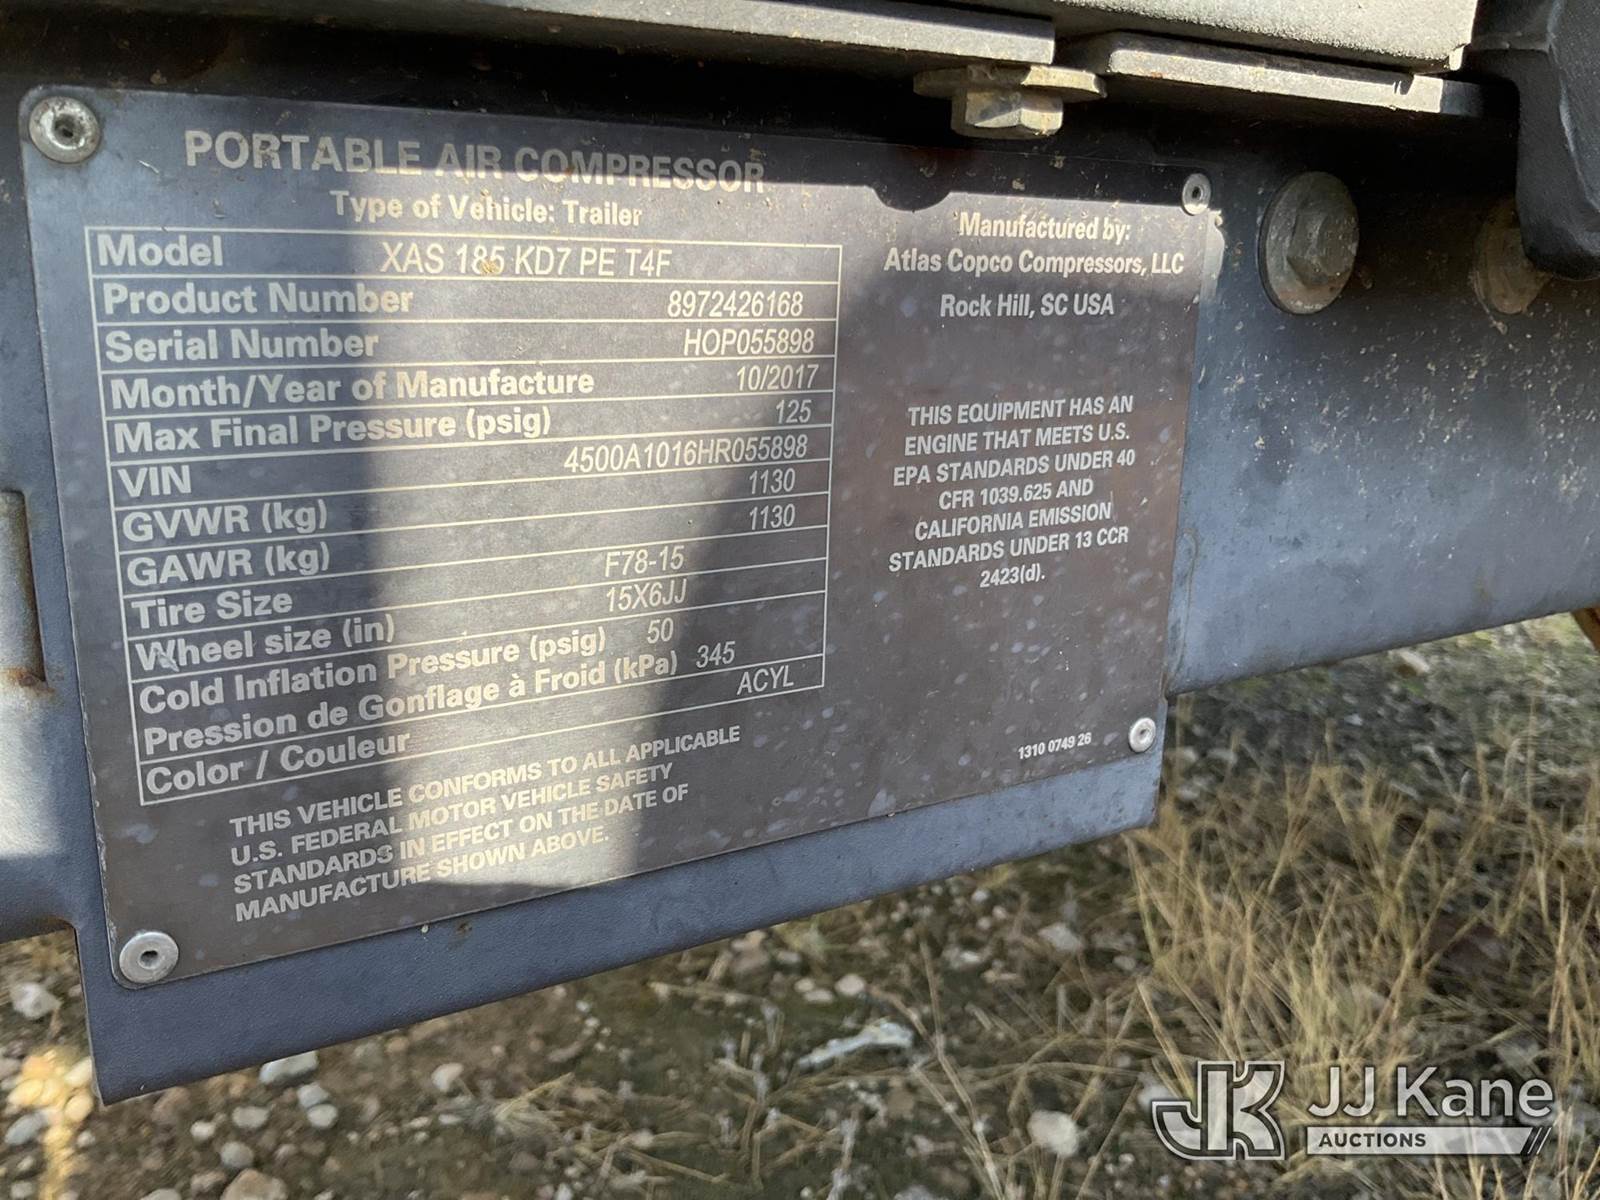 PORTABLE AIR COMPRESSOR
Type of Vehicle: Trailer
Model XAS 185 KD7 PE T4F
Product Number 8972426168
Serial Number HOP055898
Month/Year of Manufacture 10/2017
Max Final Pressure (psig) 125
VIN 4500A1016HR055898
GVWR (kg) 1130
GAWR (kg) 1130
Tire Size F78-15
Wheel size (in) 15X6JJ
Cold Inflation Pressure (psig) 50
Pression de Gonflage à Froid (kPa) 345
Color / Couleur ACYL
THIS VEHICLE CONFORMS TO ALL APPLICABLE
U.S. FEDERAL MOTOR VEHICLE SAFETY
STANDARDS IN EFFECT ON THE DATE OF
MANUFACTURE SHOWN ABOVE.
Manufactured by:
Atlas Copco Compressors, LLC
Rock Hill, SC USA
THIS EQUIPMENT HAS AN
ENGINE THAT MEETS U.S.
EPA STANDARDS UNDER 40
CFR 1039.625 AND
CALIFORNIA EMISSION
STANDARDS UNDER 13 CCR
2423(d).
1310 0749 26
JK JJ Kane
AUCTIONS